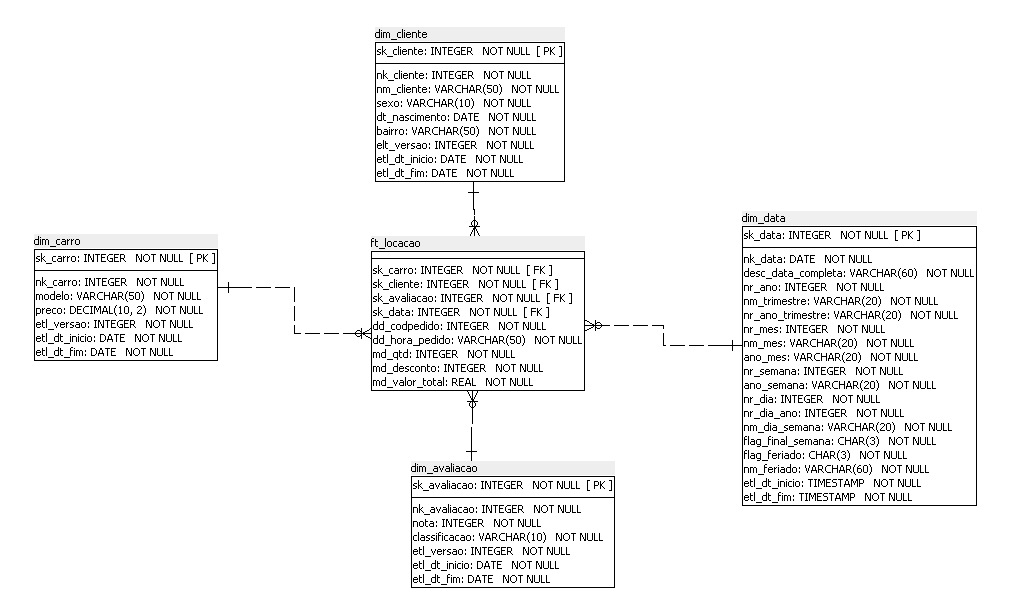 dim_cliente
sk_cliente: INTEGER NOT NULL [ PK ]
nk_cliente: INTEGER NOT NULL
nm_cliente: VARCHAR(50) NOT NULL
sexo: VARCHAR(10) NOT NULL
dt_nascimento: DATE NOT NULL
bairro: VARCHAR(50) NOT NULL
elt_versao: INTEGER NOT NULL
etl_dt_inicio: DATE NOT NULL
etl_dt_fim: DATE NOT NULL
dim_carro
sk_carro: INTEGER NOT NULL [ PK ]
nk_carro: INTEGER NOT NULL
modelo: VARCHAR(50) NOT NULL
preco: DECIMAL(10, 2) NOT NULL
etl_versao: INTEGER NOT NULL
etl_dt_inicio: DATE NOT NULL
etl_dt_fim: DATE NOT NULL
ft_locacao
sk_carro: INTEGER NOT NULL [ FK ]
sk_cliente: INTEGER NOT NULL [ FK ]
sk_avaliacao: INTEGER NOT NULL [ FK ]
sk_data: INTEGER NOT NULL [ FK ]
dd_codpedido: INTEGER NOT NULL
dd_hora_pedido: VARCHAR(50) NOT NULL
md_qtd: INTEGER NOT NULL
md_desconto: INTEGER NOT NULL
md_valor_total: REAL NOT NULL
dim_data
sk_data: INTEGER NOT NULL [ PK ]
nk_data: DATE NOT NULL
desc_data_completa: VARCHAR(60) NOT NULL
nr_ano: INTEGER NOT NULL
nm_trimestre: VARCHAR(20) NOT NULL
nr_ano_trimestre: VARCHAR(20) NOT NULL
nr_mes: INTEGER NOT NULL
nm_mes: VARCHAR(20) NOT NULL
ano_mes: VARCHAR(20) NOT NULL
nr_semana: INTEGER NOT NULL
ano_semana: VARCHAR(20) NOT NULL
nr_dia: INTEGER NOT NULL
nr_dia_ano: INTEGER NOT NULL
nm_dia_semana: VARCHAR(20) NOT NULL
flag_final_semana: CHAR(3) NOT NULL
flag_feriado: CHAR(3) NOT NULL
nm_feriado: VARCHAR(60) NOT NULL
etl_dt_inicio: TIMESTAMP NOT NULL
etl_dt_fim: TIMESTAMP NOT NULL
dim_avaliacao
sk_avaliacao: INTEGER NOT NULL [ PK ]
nk_avaliacao: INTEGER NOT NULL
nota: INTEGER NOT NULL
classificacao: VARCHAR(10) NOT NULL
etl_versao: INTEGER NOT NULL
etl_dt_inicio: DATE NOT NULL
etl_dt_fim: DATE NOT NULL